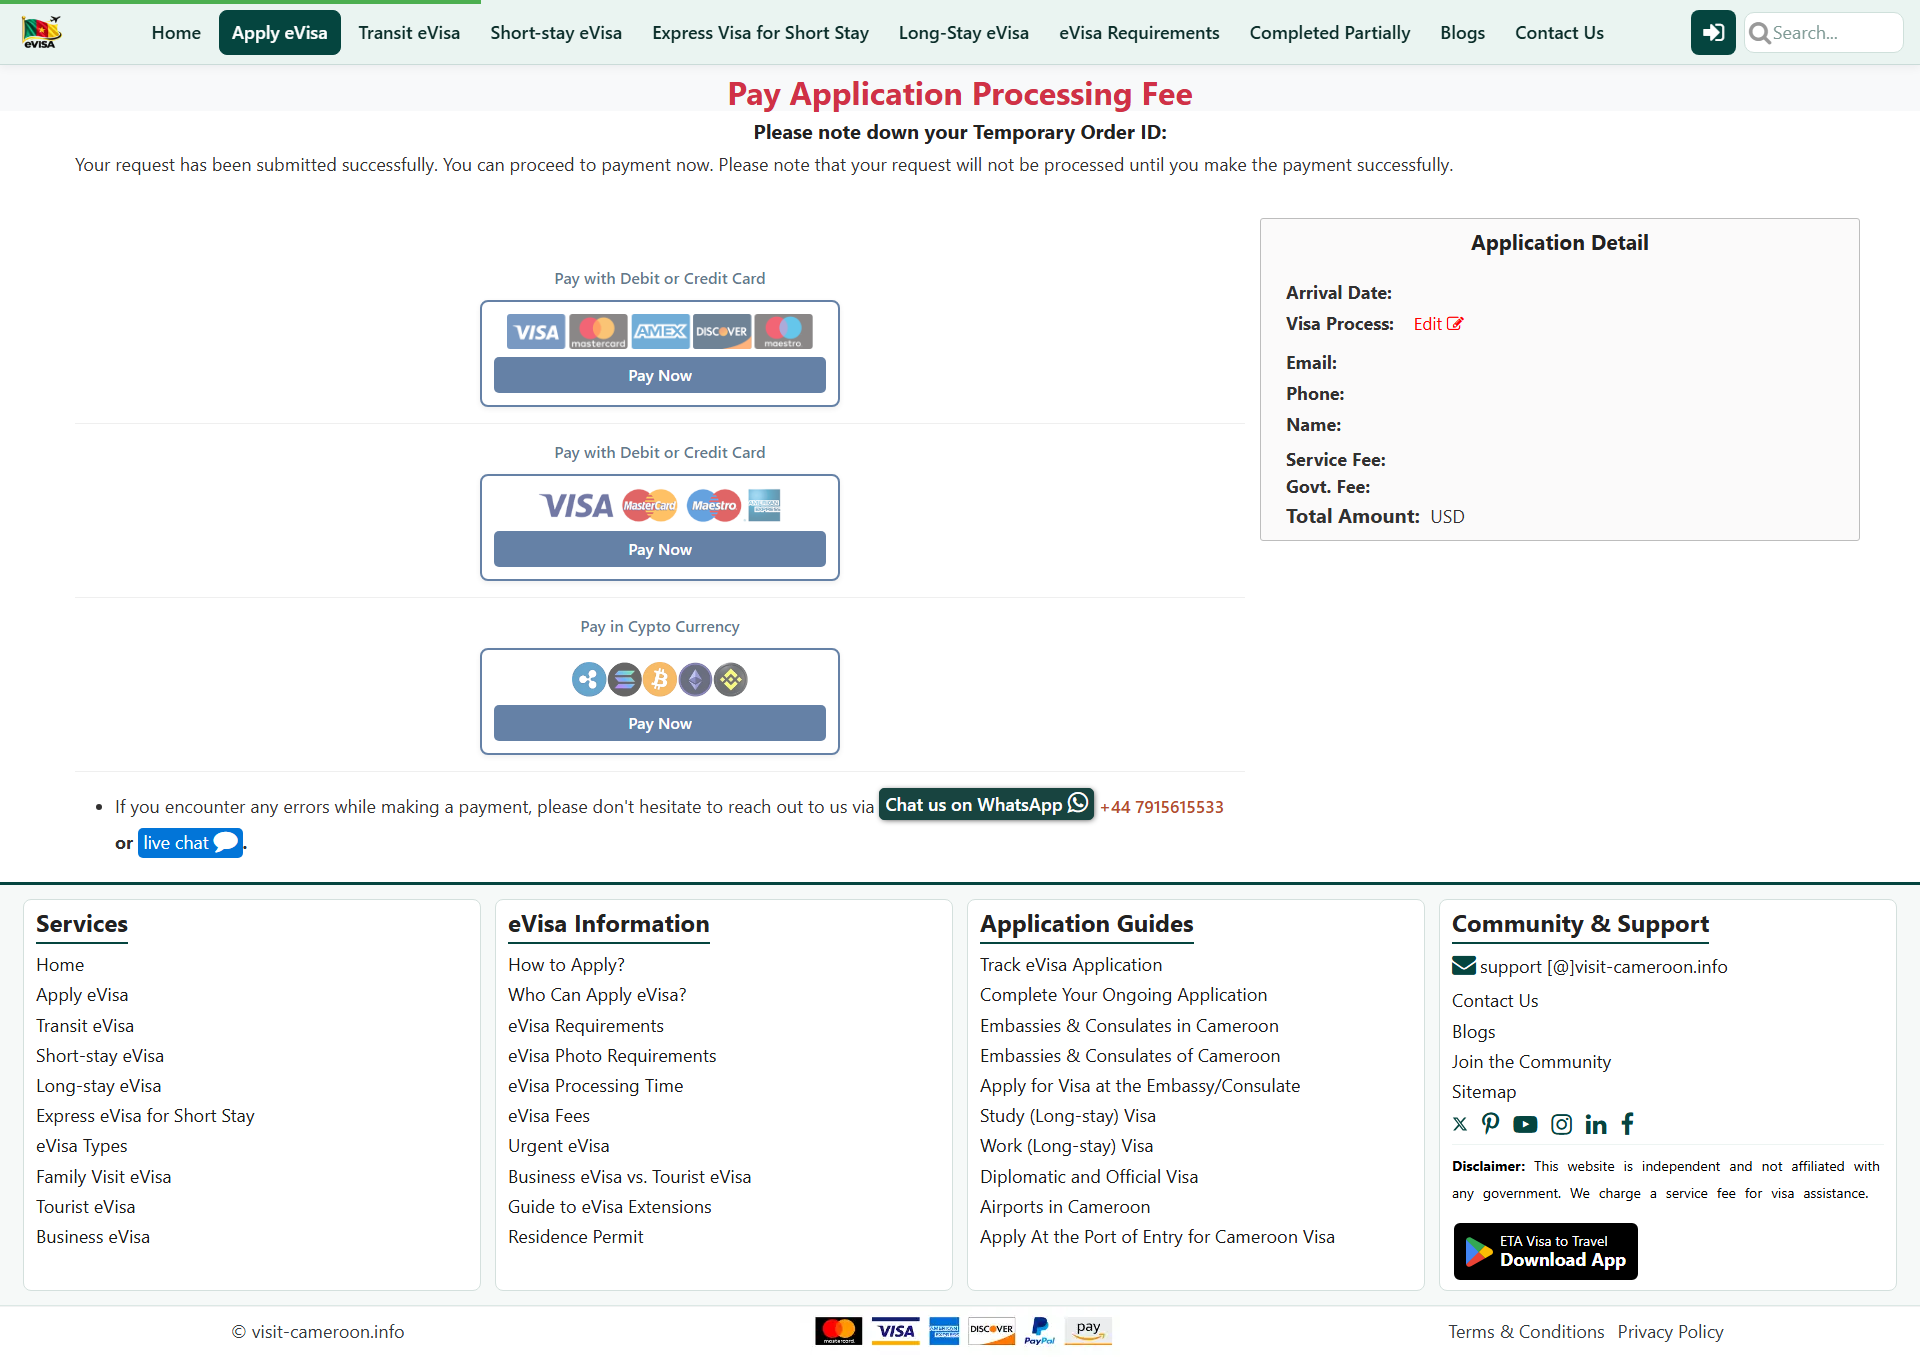 eVISA
Home
Apply eVisa
Transit eVisa
Short-stay eVisa
Express Visa for Short Stay
Long-Stay eVisa
eVisa Requirements
Completed Partially
Blogs
Contact Us
Search...
Pay Application Processing Fee
Please note down your Temporary Order ID:
Your request has been submitted successfully. You can proceed to payment now. Please note that your request will not be processed until you make the payment successfully.
Pay with Debit or Credit Card
VISA mastercard AMEX DISCOVER maestro
Pay Now
Pay with Debit or Credit Card
VISA MasterCard Maestro AMERICAN EXPRESS
Pay Now
Pay in Cypto Currency
Pay Now
If you encounter any errors while making a payment, please don't hesitate to reach out to us via Chat us on WhatsApp +44 7915615533
or live chat .
Application Detail
Arrival Date:
Visa Process: Edit
Email:
Phone:
Name:
Service Fee:
Govt. Fee:
Total Amount: USD
Services
Home
Apply eVisa
Transit eVisa
Short-stay eVisa
Long-stay eVisa
Express eVisa for Short Stay
eVisa Types
Family Visit eVisa
Tourist eVisa
Business eVisa
eVisa Information
How to Apply?
Who Can Apply eVisa?
eVisa Requirements
eVisa Photo Requirements
eVisa Processing Time
eVisa Fees
Urgent eVisa
Business eVisa vs. Tourist eVisa
Guide to eVisa Extensions
Residence Permit
Application Guides
Track eVisa Application
Complete Your Ongoing Application
Embassies & Consulates in Cameroon
Embassies & Consulates of Cameroon
Apply for Visa at the Embassy/Consulate
Study (Long-stay) Visa
Work (Long-stay) Visa
Diplomatic and Official Visa
Airports in Cameroon
Apply At the Port of Entry for Cameroon Visa
Community & Support
support [@]visit-cameroon.info
Contact Us
Blogs
Join the Community
Sitemap
Disclaimer: This website is independent and not affiliated with
any government. We charge a service fee for visa assistance.
ETA Visa to Travel
Download App
© visit-cameroon.info
mastercard VISA AMERICAN EXPRESS DISCOVER PayPal pay
Terms & Conditions Privacy Policy